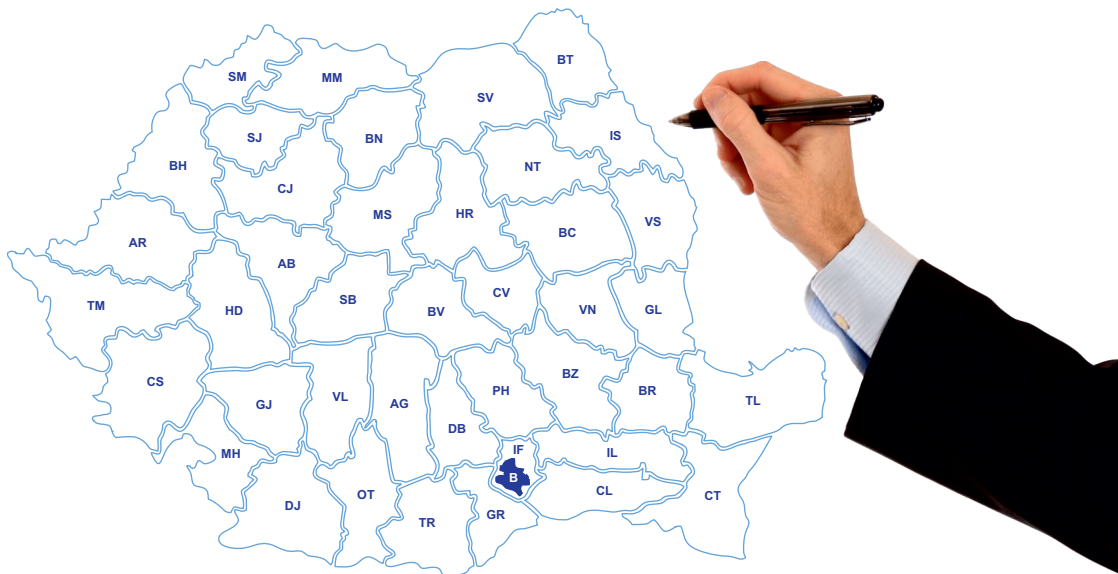 BT
SM
MM
SV
SJ
BN
IS
BH
NT
CJ
MS
HR
VS
BC
AR
AB
CV
SB
TM
HD
BV
VN
GL
BZ
CS
PH
BR
VL
TL
GJ
AG
DB
IF
MH
IL
B
CL
OT
CT
DJ
GR
TR